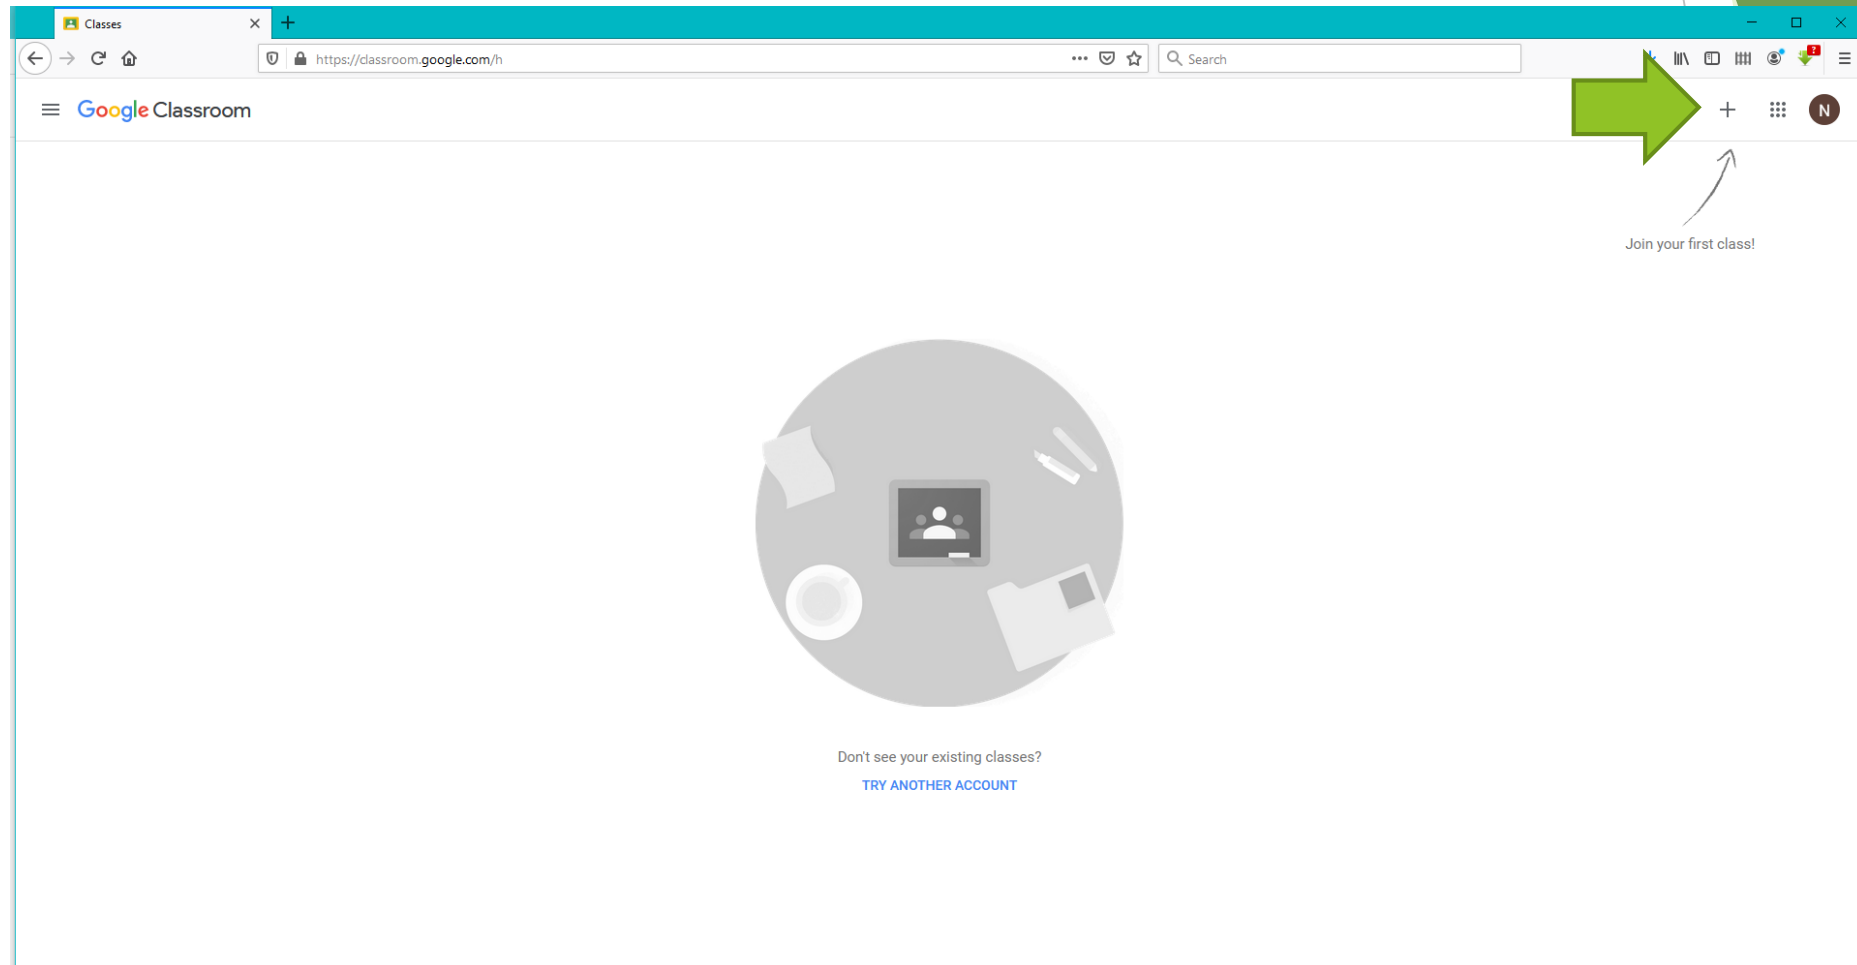 Classes
https://classroom.google.com/h
Search
?
Google Classroom
N
Join your first class!
Don't see your existing classes?
TRY ANOTHER ACCOUNT